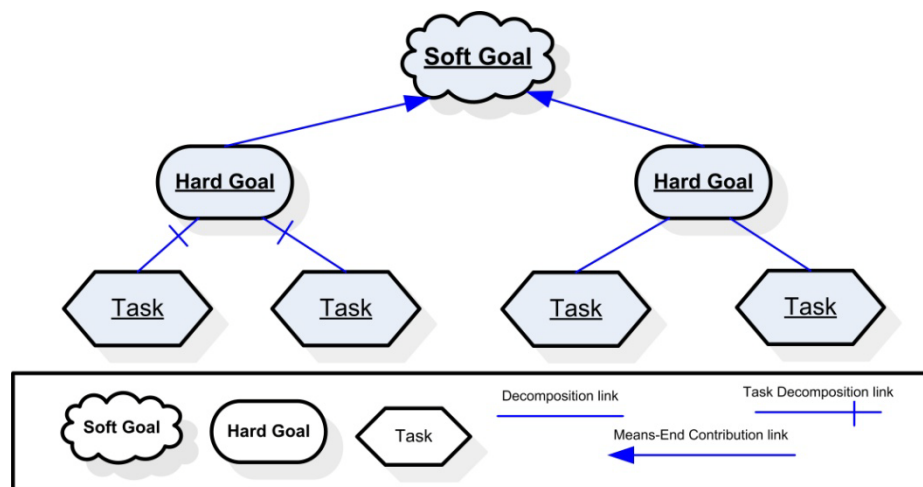 Soft Goal
Hard Goal
Hard Goal
Task
Task
Task
Task
Decomposition link
Task Decomposition link
Soft Goal
Hard Goal
Task
Means-End Contribution link